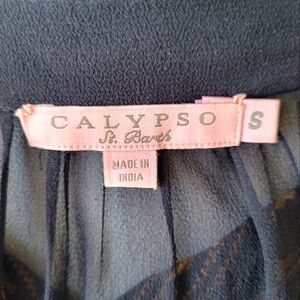 CALYPSO S
St. Barth
MADE IN
INDIA